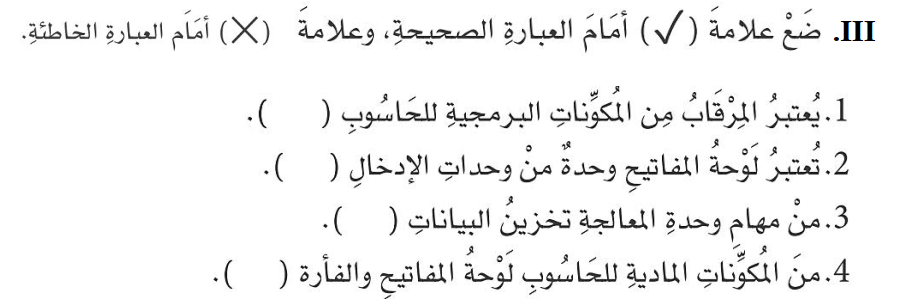 III. ضَعْ علامةَ (✓) أمَامَ العبارةِ الصحيحةِ، وعلامةَ (✗) أمَامَ العبارةِ الخاطئةِ.
1. يُعتبرُ المِرْقَابُ مِن المُكوِّناتِ البرمجيةِ للحَاسُوبِ ( ).
2. تُعتبرُ لَوْحةُ المفاتيحِ وحدةٌ منْ وحداتِ الإدخالِ ( ).
3. منْ مهامِ وحدةِ المعالجةِ تخزينُ البياناتِ ( ).
4. منَ المُكوِّناتِ الماديةِ للحَاسُوبِ لَوْحةُ المفاتيحِ والفأرة ( ).